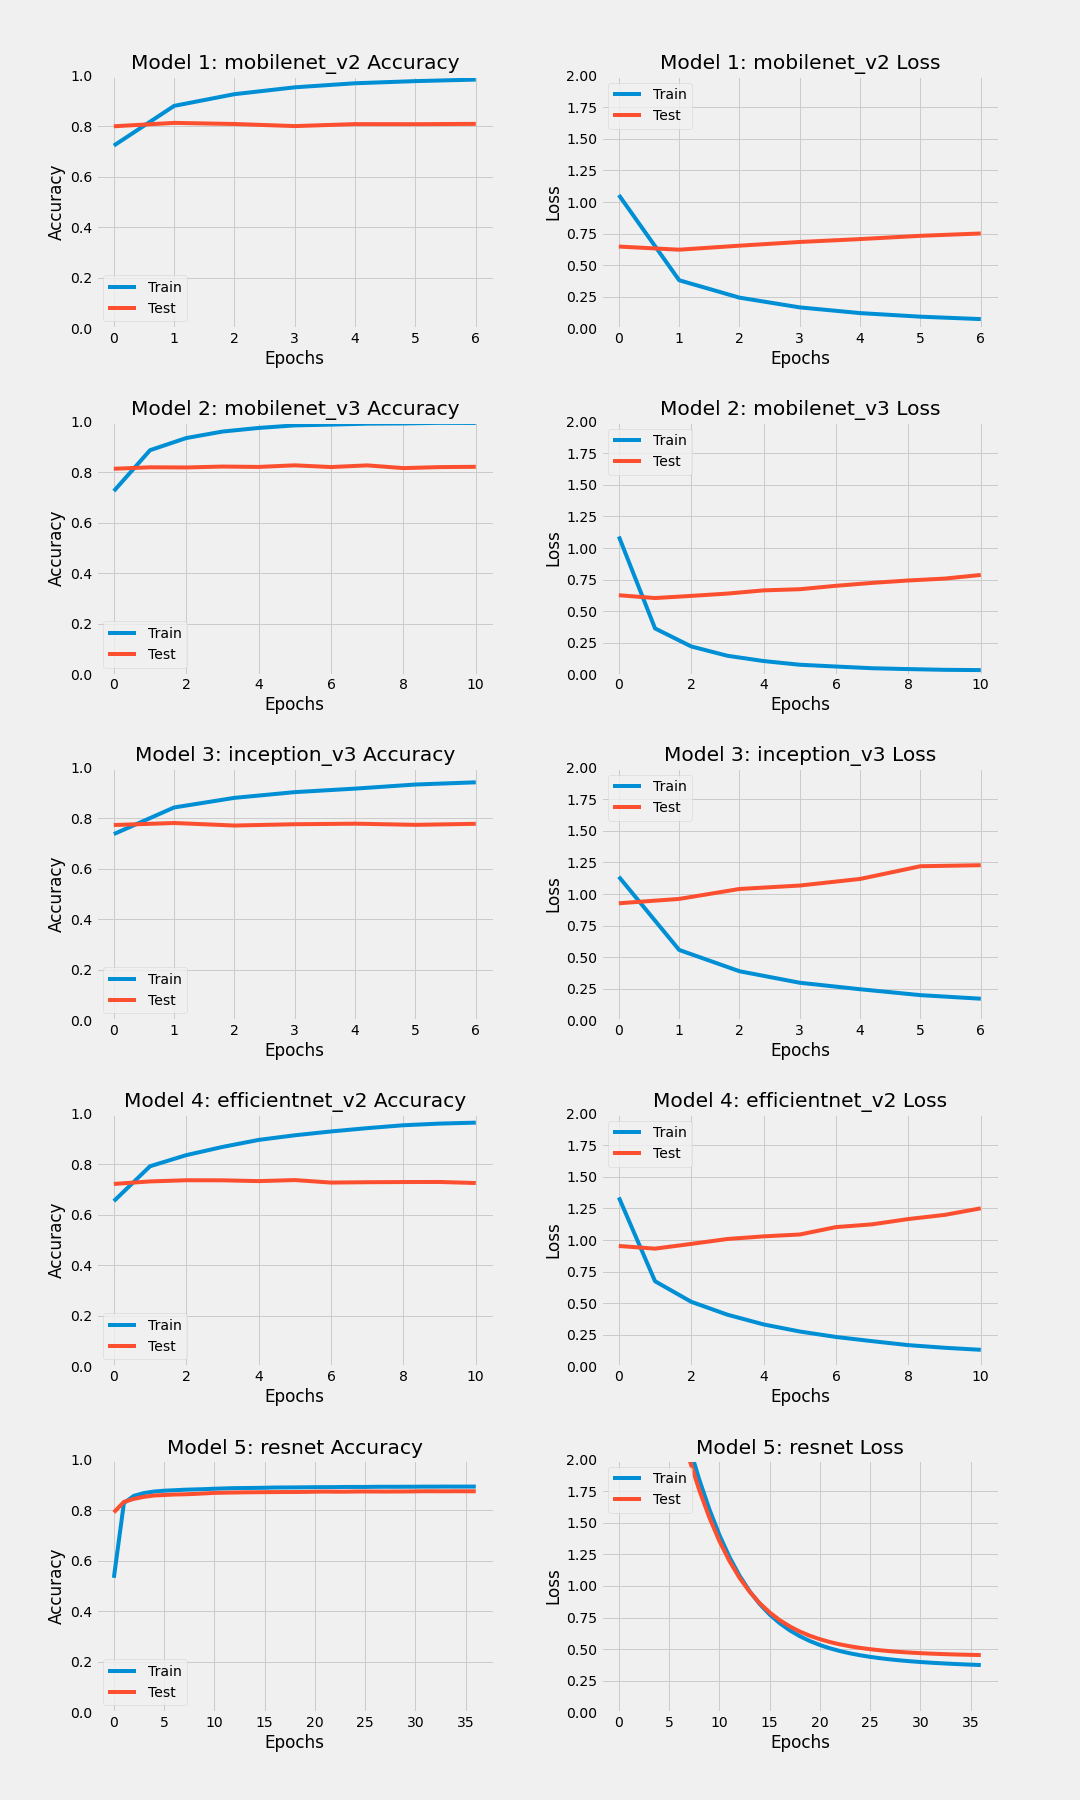 Model 1: mobilenet_v2 Accuracy
1.0
0.8
0.6
0.4
0.2
0.0
Accuracy
Train
Test
0 1 2 3 4 5 6
Epochs
Model 1: mobilenet_v2 Loss
2.00
1.75
1.50
1.25
1.00
0.75
0.50
0.25
0.00
Loss
Train
Test
0 1 2 3 4 5 6
Epochs
Model 2: mobilenet_v3 Accuracy
1.0
0.8
0.6
0.4
0.2
0.0
Accuracy
Train
Test
0 2 4 6 8 10
Epochs
Model 2: mobilenet_v3 Loss
2.00
1.75
1.50
1.25
1.00
0.75
0.50
0.25
0.00
Loss
Train
Test
0 2 4 6 8 10
Epochs
Model 3: inception_v3 Accuracy
1.0
0.8
0.6
0.4
0.2
0.0
Accuracy
Train
Test
0 1 2 3 4 5 6
Epochs
Model 3: inception_v3 Loss
2.00
1.75
1.50
1.25
1.00
0.75
0.50
0.25
0.00
Loss
Train
Test
0 1 2 3 4 5 6
Epochs
Model 4: efficientnet_v2 Accuracy
1.0
0.8
0.6
0.4
0.2
0.0
Accuracy
Train
Test
0 2 4 6 8 10
Epochs
Model 4: efficientnet_v2 Loss
2.00
1.75
1.50
1.25
1.00
0.75
0.50
0.25
0.00
Loss
Train
Test
0 2 4 6 8 10
Epochs
Model 5: resnet Accuracy
1.0
0.8
0.6
0.4
0.2
0.0
Accuracy
Train
Test
0 5 10 15 20 25 30 35
Epochs
Model 5: resnet Loss
2.00
1.75
1.50
1.25
1.00
0.75
0.50
0.25
0.00
Loss
Train
Test
0 5 10 15 20 25 30 35
Epochs